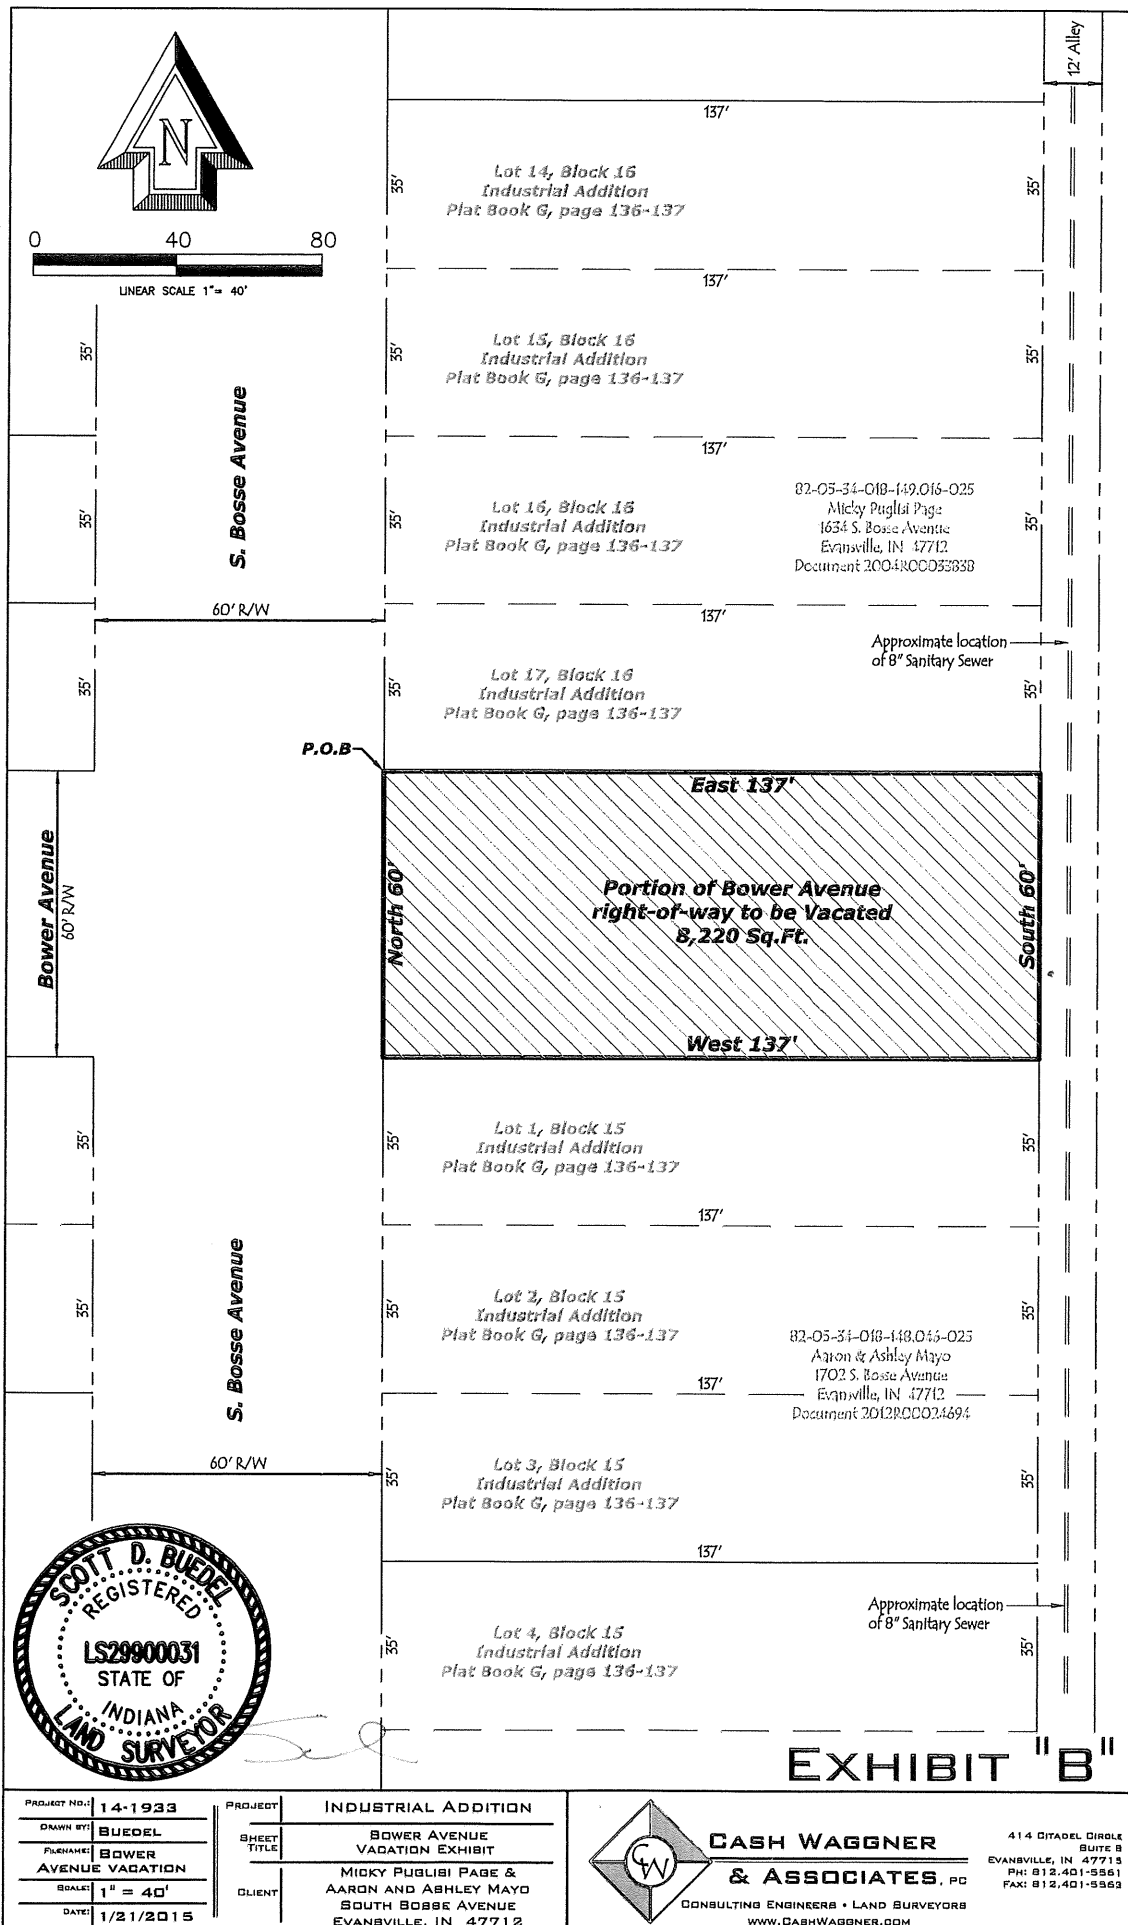 12' Alley
137'
N
35'
Lot 14, Block 16
Industrial Addition
Plat Book G, page 136-137
35'
0 40 80
LINEAR SCALE 1"= 40'
137'
35'
35'
Lot 15, Block 16
Industrial Addition
Plat Book G, page 136-137
35'
S. Bosse Avenue
137'
35'
35'
Lot 16, Block 16
Industrial Addition
Plat Book G, page 136-137
82-05-34-018-149.016-025
Micky Puglisi Page
1634 S. Bosse Avenue
Evansville, IN 47712
Document 2004R00033838
35'
60' R/W
137'
Approximate location
of 8" Sanitary Sewer
35'
35'
Lot 17, Block 16
Industrial Addition
Plat Book G, page 136-137
35'
P.O.B
East 137'
Bower Avenue
60' R/W
North 60'
Portion of Bower Avenue
right-of-way to be Vacated
8,220 Sq.Ft.
South 60'
West 137'
35'
35'
Lot 1, Block 15
Industrial Addition
Plat Book G, page 136-137
35'
137'
S. Bosse Avenue
35'
35'
Lot 2, Block 15
Industrial Addition
Plat Book G, page 136-137
35'
82-05-34-018-148.046-025
Aaron & Ashley Mayo
1702 S. Bosse Avenue
Evansville, IN 47712
Document 2012R00024694
137'
60' R/W
35'
Lot 3, Block 15
Industrial Addition
Plat Book G, page 136-137
35'
137'
Approximate location
of 8" Sanitary Sewer
35'
Lot 4, Block 15
Industrial Addition
Plat Book G, page 136-137
35'
SCOTT D. BUEDEL
REGISTERED
LS29900031
STATE OF
INDIANA
LAND SURVEYOR
EXHIBIT "B"
PROJECT NO.: 14-1933
DRAWN BY: BUEDEL
FILENAME: BOWER
AVENUE VACATION
SCALE: 1" = 40'
DATE: 1/21/2015
PROJECT INDUSTRIAL ADDITION
SHEET TITLE
BOWER AVENUE
VACATION EXHIBIT
CLIENT
MICKY PUGLISI PAGE &
AARON AND ASHLEY MAYO
SOUTH BOSSE AVENUE
EVANSVILLE, IN 47712
CASH WAGGNER
& ASSOCIATES, PC
CONSULTING ENGINEERS • LAND SURVEYORS
WWW.CASHWAGGNER.COM
414 CITADEL CIRCLE
SUITE B
EVANSVILLE, IN 47715
PH: 812.401-5561
FAX: 812.401-5563